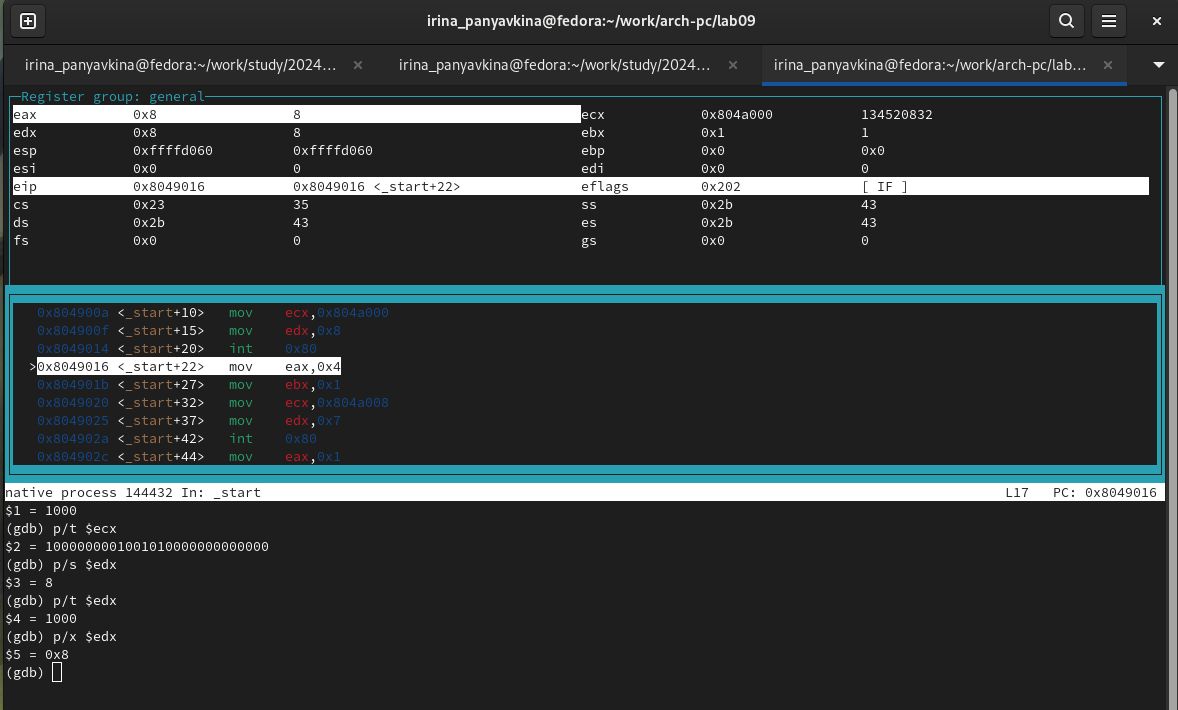 irina_panyavkina@fedora:~/work/arch-pc/lab09
irina_panyavkina@fedora:~/work/study/2024… × irina_panyavkina@fedora:~/work/study/2024… × irina_panyavkina@fedora:~/work/arch-pc/lab… ×
Register group: general
eax 0x8 8 ecx 0x804a000 134520832
edx 0x8 8 ebx 0x1 1
esp 0xffffd060 0xffffd060 ebp 0x0 0x0
esi 0x0 0 edi 0x0 0
eip 0x8049016 0x8049016 <_start+22> eflags 0x202 [ IF ]
cs 0x23 35 ss 0x2b 43
ds 0x2b 43 es 0x2b 43
fs 0x0 0 gs 0x0 0
0x804900a <_start+10> mov ecx,0x804a000
0x804900f <_start+15> mov edx,0x8
0x8049014 <_start+20> int 0x80
>0x8049016 <_start+22> mov eax,0x4
0x804901b <_start+27> mov ebx,0x1
0x8049020 <_start+32> mov ecx,0x804a008
0x8049025 <_start+37> mov edx,0x7
0x804902a <_start+42> int 0x80
0x804902c <_start+44> mov eax,0x1
native process 144432 In: _start L17 PC: 0x8049016
$1 = 1000
(gdb) p/t $ecx
$2 = 1000000001001010000000000000
(gdb) p/s $edx
$3 = 8
(gdb) p/t $edx
$4 = 1000
(gdb) p/x $edx
$5 = 0x8
(gdb)